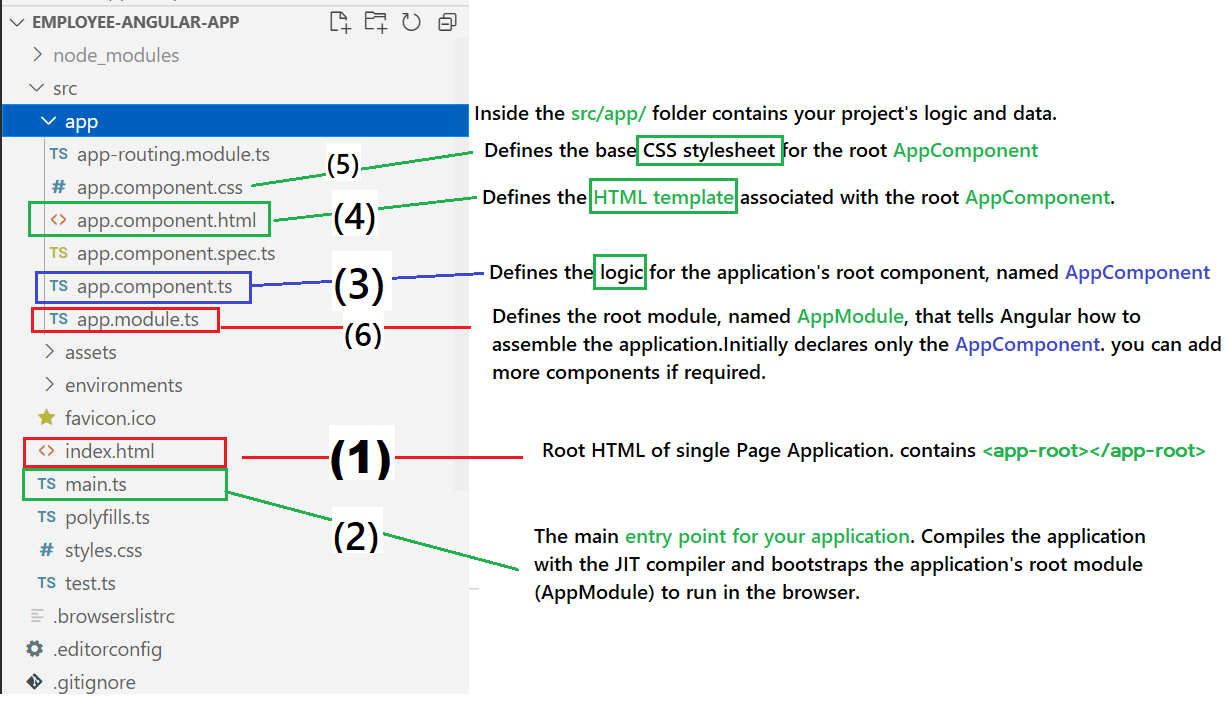 EMPLOYEE-ANGULAR-APP
node_modules
src
app
Inside the src/app/ folder contains your project's logic and data.
TS app-routing.module.ts
(5)
Defines the base CSS stylesheet for the root AppComponent
# app.component.css
<> app.component.html
(4)
Defines the HTML template associated with the root AppComponent.
TS app.component.spec.ts
TS app.component.ts
(3)
Defines the logic for the application's root component, named AppComponent
TS app.module.ts
(6)
Defines the root module, named AppModule, that tells Angular how to
assemble the application.Initially declares only the AppComponent. you can add
more components if required.
assets
environments
favicon.ico
<> index.html
(1)
Root HTML of single Page Application. contains <app-root></app-root>
TS main.ts
(2)
The main entry point for your application. Compiles the application
with the JIT compiler and bootstraps the application's root module
(AppModule) to run in the browser.
TS polyfills.ts
# styles.css
TS test.ts
.browserslistrc
.editorconfig
.gitignore